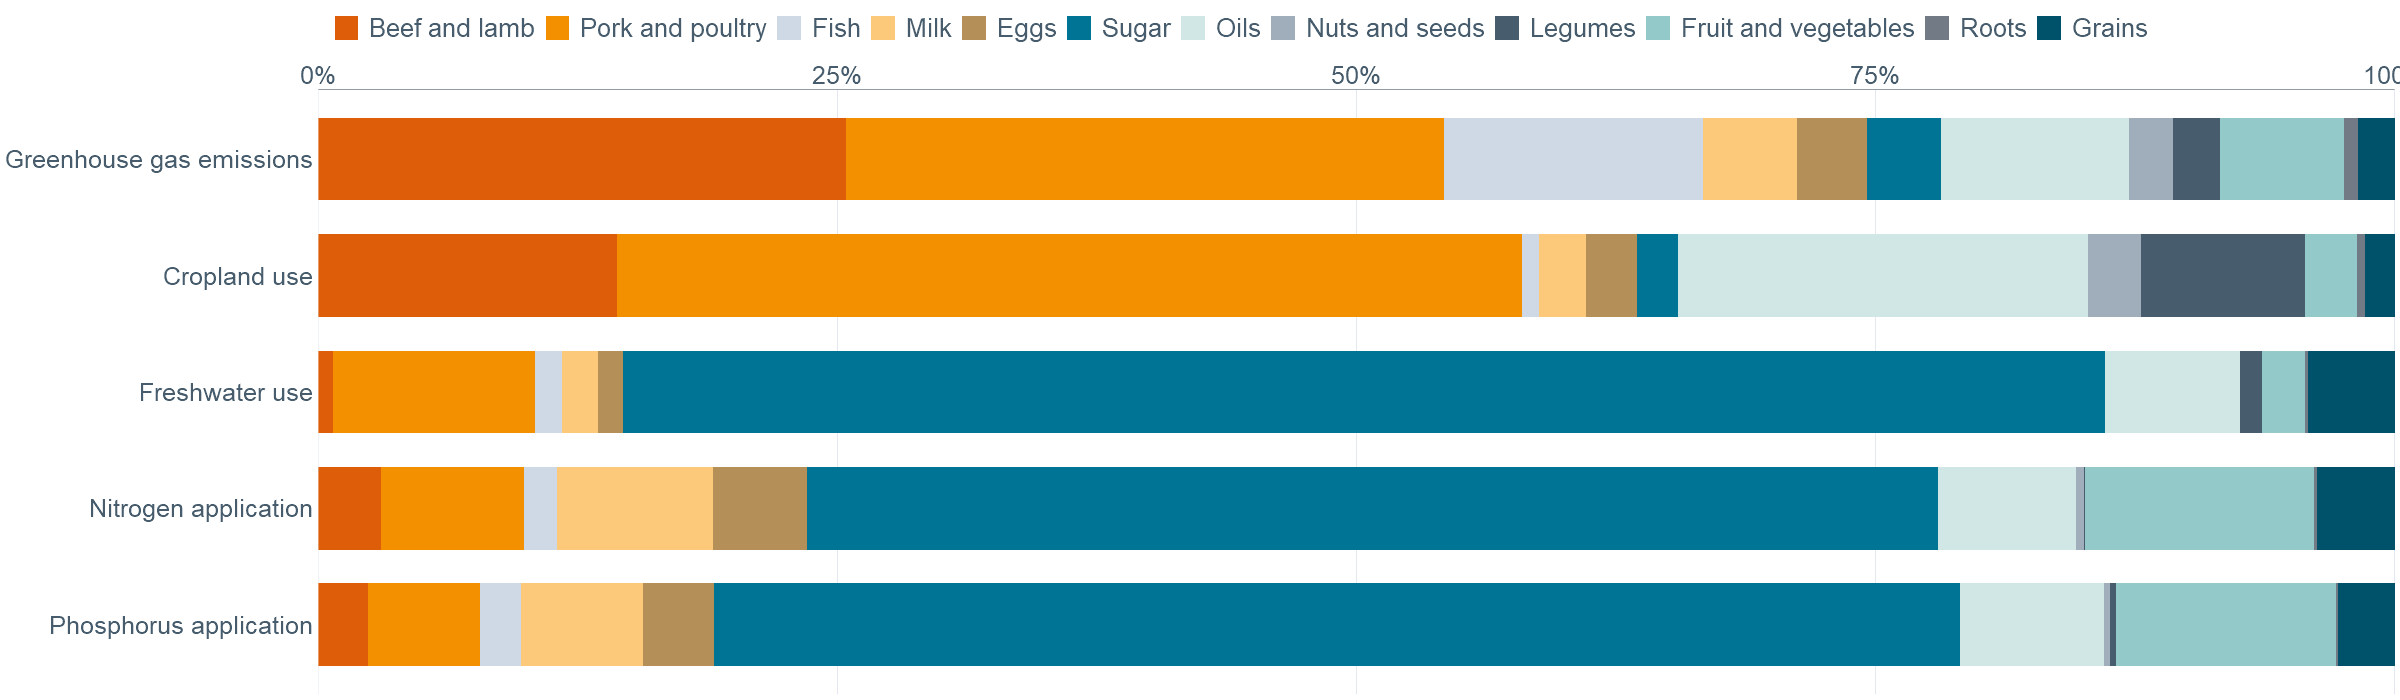 Beef and lamb Pork and poultry Fish Milk Eggs Sugar Oils Nuts and seeds Legumes Fruit and vegetables Roots Grains
0% 25% 50% 75% 100
Greenhouse gas emissions
Cropland use
Freshwater use
Nitrogen application
Phosphorus application